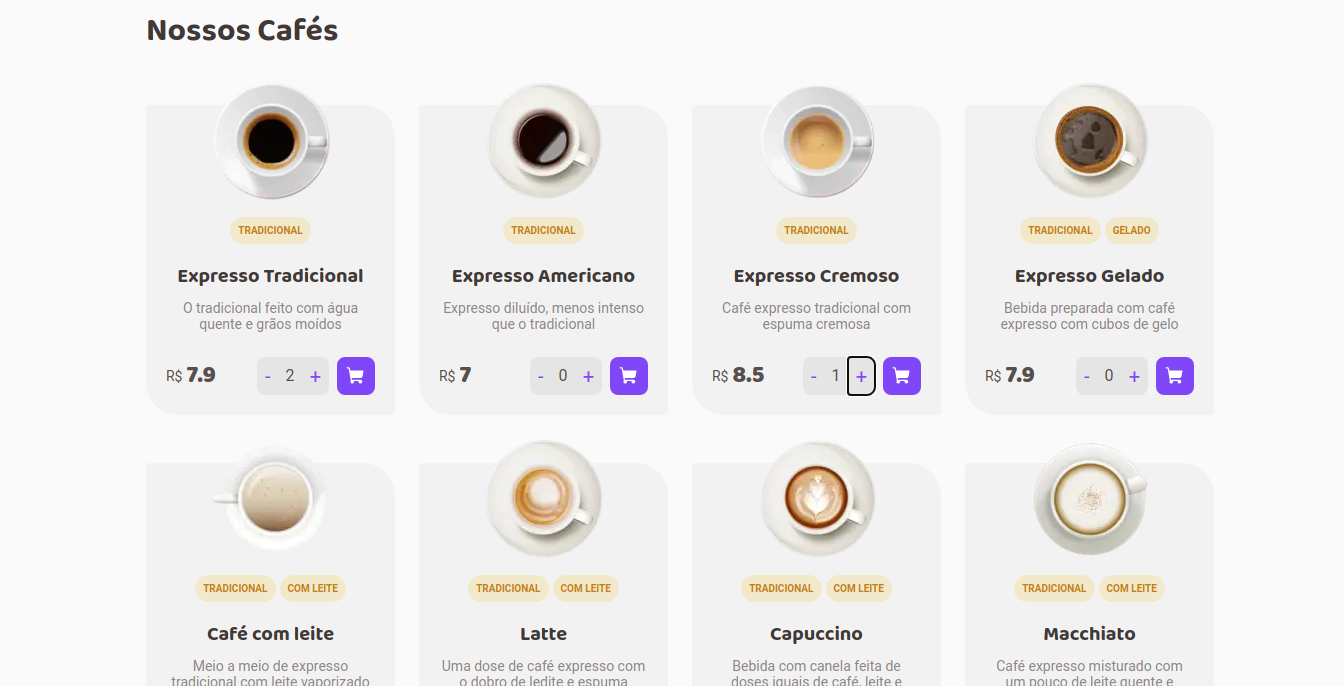 Nossos Cafés
TRADICIONAL
Expresso Tradicional
O tradicional feito com água
quente e grãos moídos
R$ 7.9 - 2 +
TRADICIONAL
Expresso Americano
Expresso diluído, menos intenso
que o tradicional
R$ 7 - 0 +
TRADICIONAL
Expresso Cremoso
Café expresso tradicional com
espuma cremosa
R$ 8.5 - 1 +
TRADICIONAL GELADO
Expresso Gelado
Bebida preparada com café
expresso com cubos de gelo
R$ 7.9 - 0 +
TRADICIONAL COM LEITE
Café com leite
Meio a meio de expresso
tradicional com leite vaporizado
TRADICIONAL COM LEITE
Latte
Uma dose de café expresso com
o dobro de ledite e espuma
TRADICIONAL COM LEITE
Capuccino
Bebida com canela feita de
doses iguais de café, leite e
TRADICIONAL COM LEITE
Macchiato
Café expresso misturado com
um pouco de leite quente e